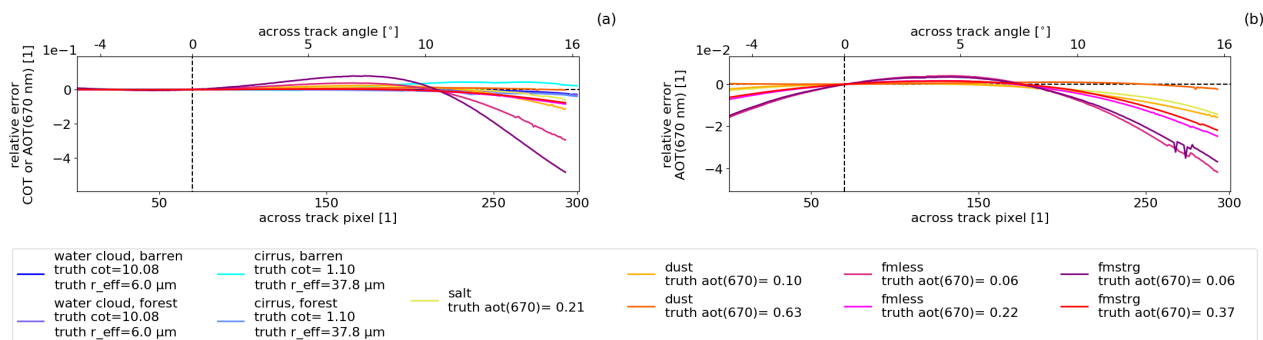 (a)
across track angle [°]
1e−1
-4
0
5
10
16
relative error
COT or AOT(670 nm) [1]
0
−2
−4
50
150
250
300
across track pixel [1]
(b)
across track angle [°]
1e−2
-4
0
5
10
16
relative error
AOT(670 nm) [1]
0
−2
−4
50
150
250
300
across track pixel [1]
water cloud, barren
truth cot=10.08
truth r_eff=6.0 μm
water cloud, forest
truth cot=10.08
truth r_eff=6.0 μm
cirrus, barren
truth cot= 1.10
truth r_eff=37.8 μm
cirrus, forest
truth cot= 1.10
truth r_eff=37.8 μm
salt
truth aot(670)= 0.21
dust
truth aot(670)= 0.10
dust
truth aot(670)= 0.63
fmless
truth aot(670)= 0.06
fmless
truth aot(670)= 0.22
fmstrg
truth aot(670)= 0.06
fmstrg
truth aot(670)= 0.37